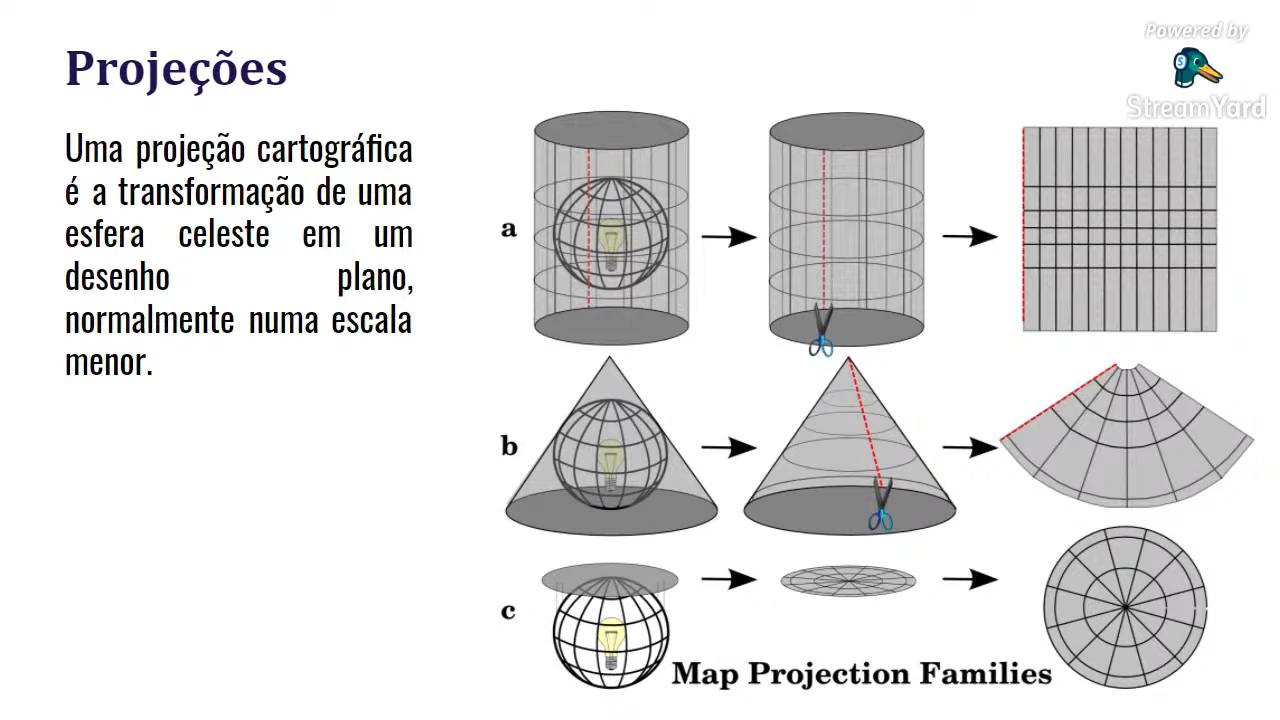 Projeções
Uma projeção cartográfica
é a transformação de uma
esfera celeste em um
desenho plano,
normalmente numa escala
menor.
Powered by
S
StreamYard
a
b
c
Map Projection Families